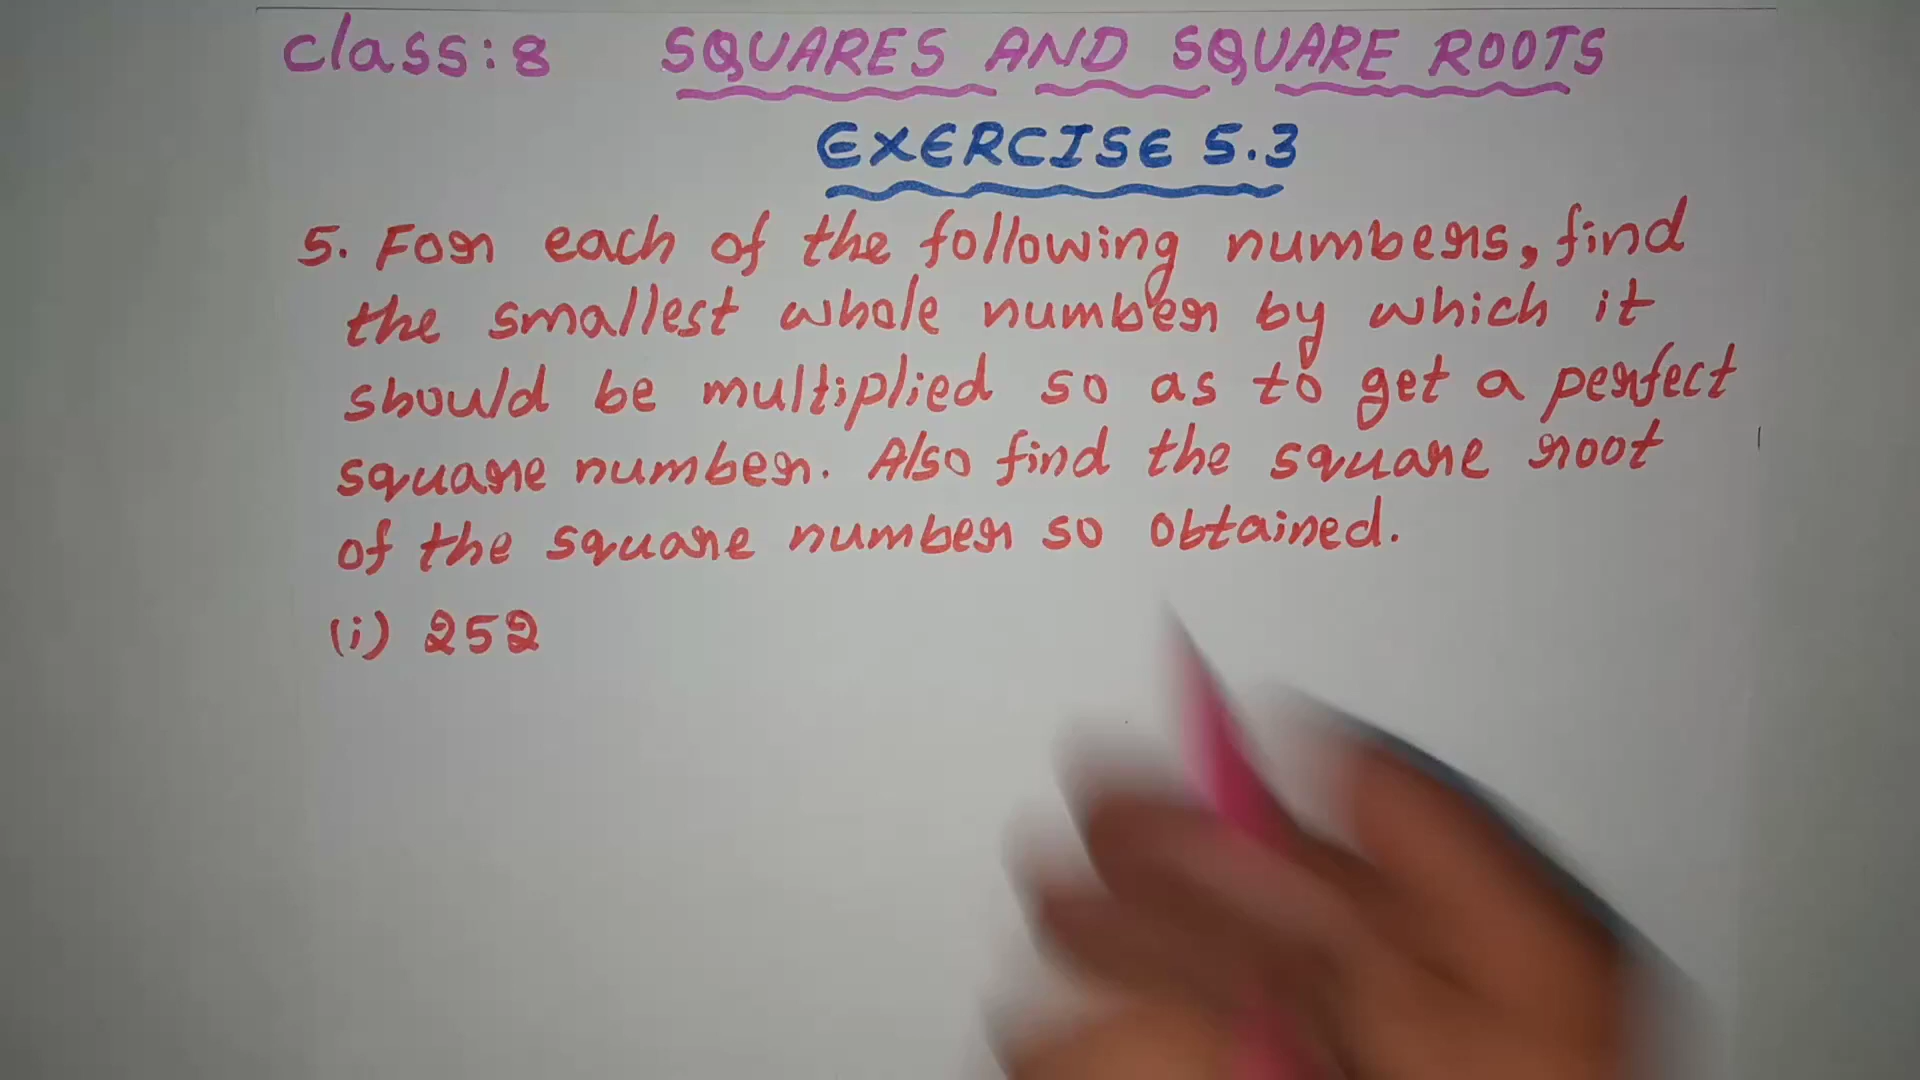 Class: 8 SQUARES AND SQUARE ROOTS
EXERCISE 5.3
5. For each of the following numbers, find
the smallest whole number by which it
should be multiplied so as to get a perfect
square number. Also find the square root
of the square number so obtained.
(i) 252